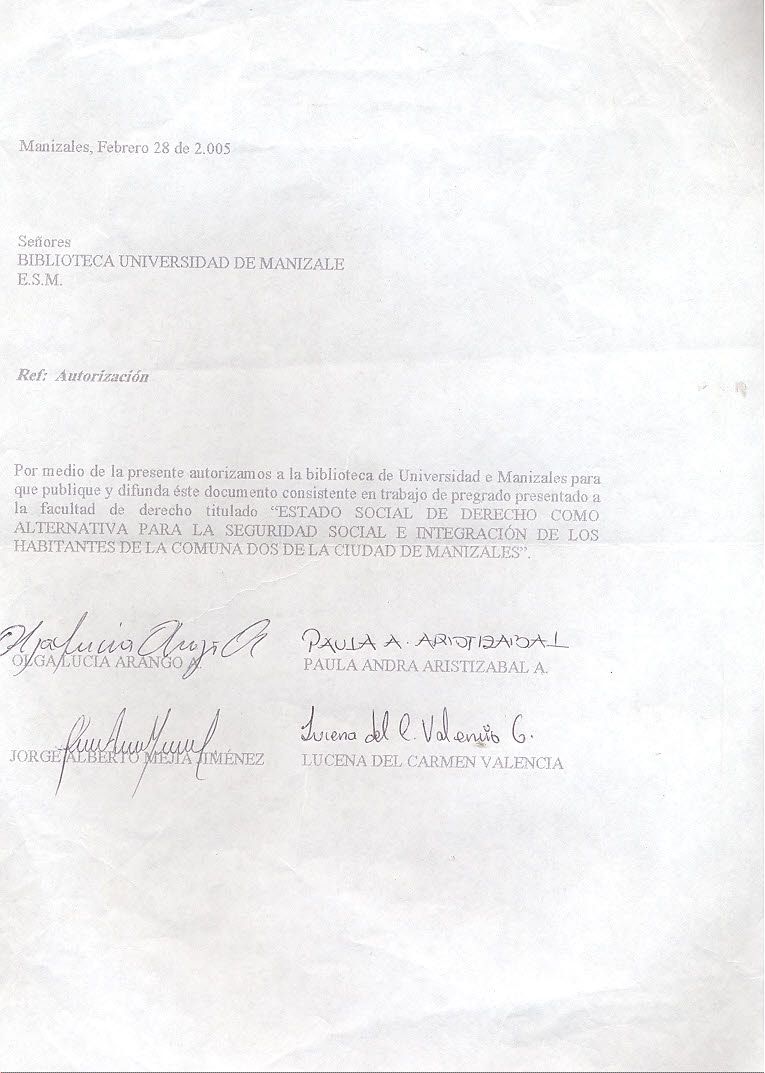 Manizales, Febrero 28 de 2.005
Señores
BIBLIOTECA UNIVERSIDAD DE MANIZALE
E.S.M.
Ref: Autorización
Por medio de la presente autorizamos a la biblioteca de Universidad e Manizales para
que publique y difunda éste documento consistente en trabajo de pregrado presentado a
la facultad de derecho titulado “ESTADO SOCIAL DE DERECHO COMO
ALTERNATIVA PARA LA SEGURIDAD SOCIAL E INTEGRACIÓN DE LOS
HABITANTES DE LA COMUNA DOS DE LA CIUDAD DE MANIZALES”.
Olga Lucia Arango A PAULA A. ARISTIZABAL
OLGA LUCIA ARANGO A. PAULA ANDRA ARISTIZABAL A.
Lucena del C. Valencia G.
JORGE ALBERTO MEJIA JIMÉNEZ LUCENA DEL CARMEN VALENCIA